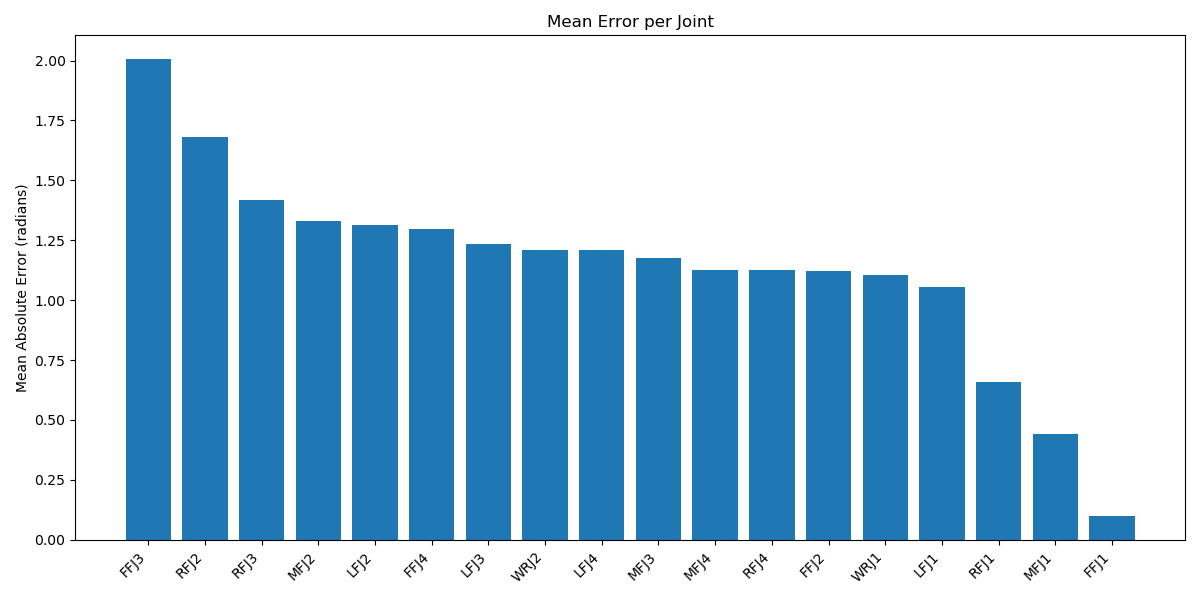 Mean Error per Joint
Mean Absolute Error (radians)
2.00
1.75
1.50
1.25
1.00
0.75
0.50
0.25
0.00
FFJ3
RFJ2
RFJ3
MFJ2
LFJ2
FFJ4
LFJ3
WRJ2
LFJ4
MFJ3
MFJ4
RFJ4
FFJ2
WRJ1
LFJ1
RFJ1
MFJ1
FFJ1